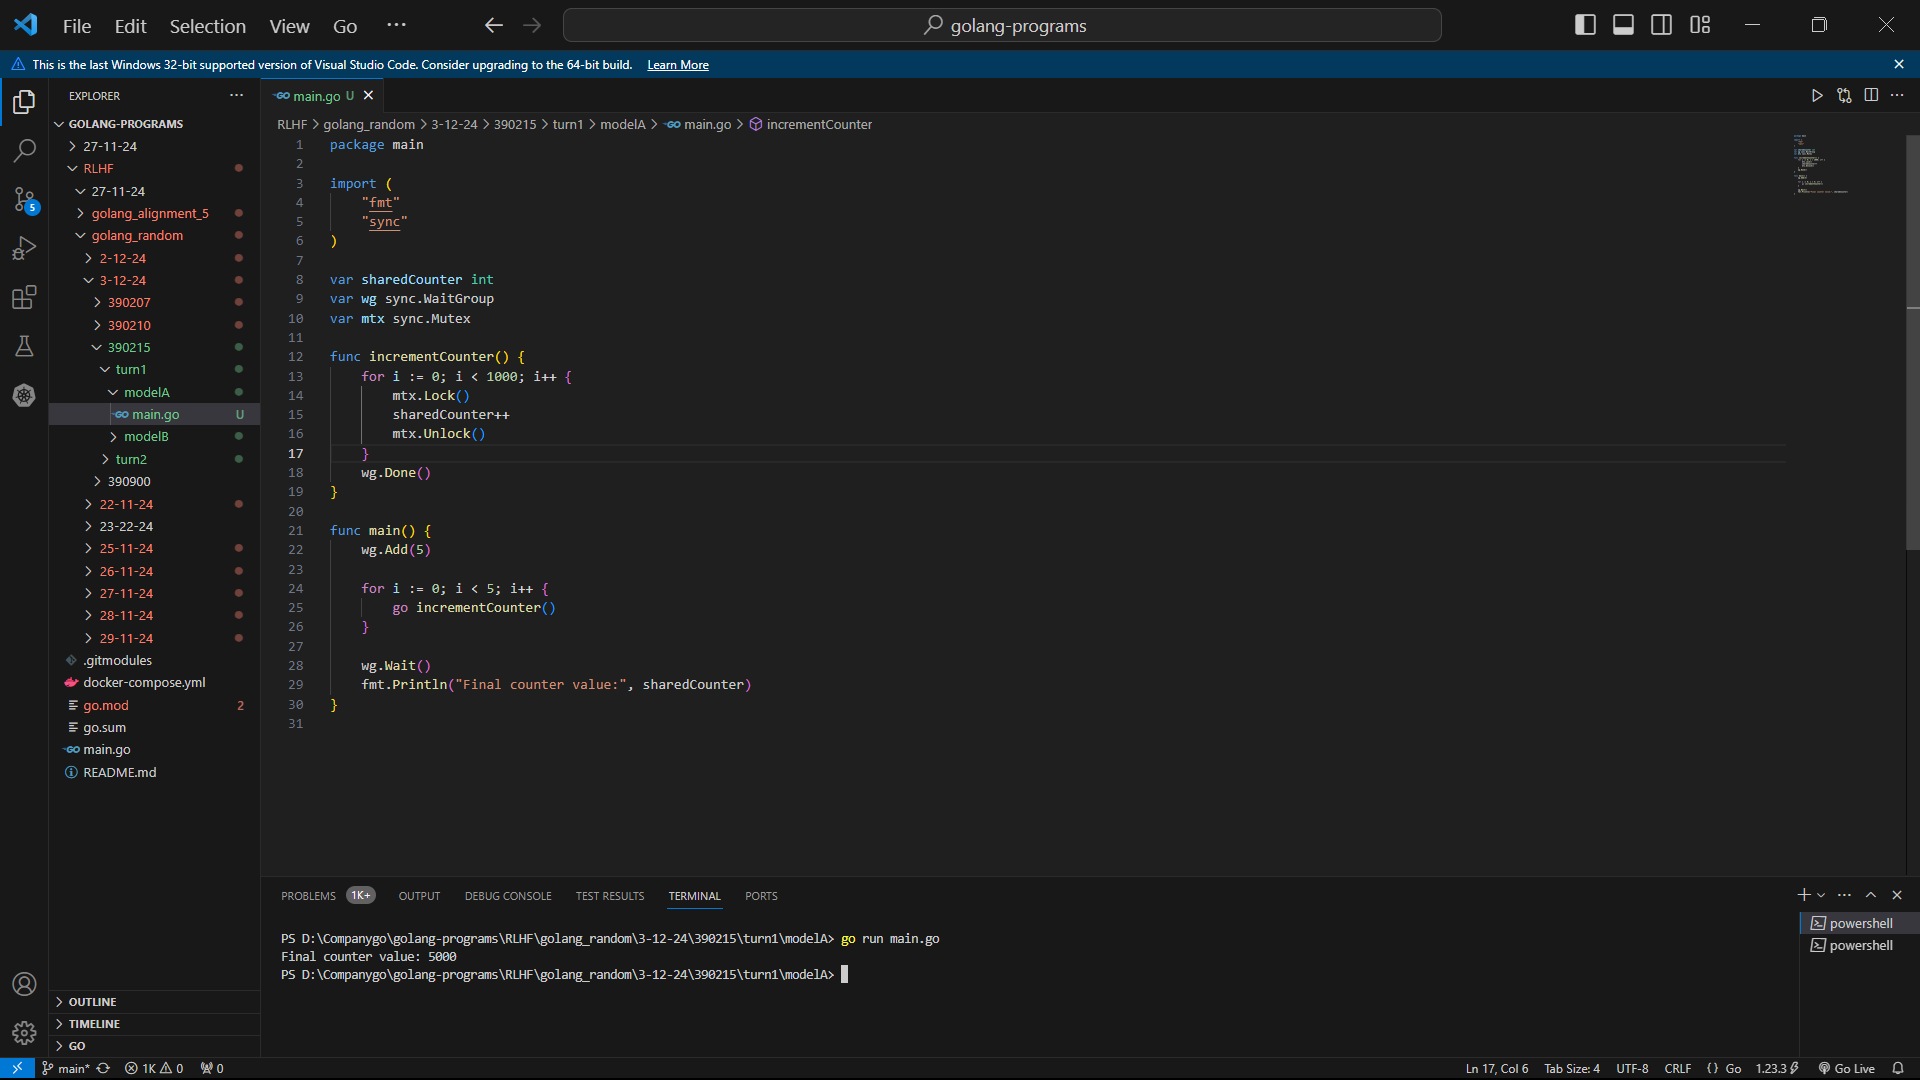 File Edit Selection View Go ···
golang-programs
This is the last Windows 32-bit supported version of Visual Studio Code. Consider upgrading to the 64-bit build. Learn More
EXPLORER
GOLANG-PROGRAMS
27-11-24
RLHF
27-11-24
golang_alignment_5
golang_random
2-12-24
3-12-24
390207
390210
390215
turn1
modelA
main.go U
modelB
turn2
390900
22-11-24
23-22-24
25-11-24
26-11-24
27-11-24
28-11-24
29-11-24
.gitmodules
docker-compose.yml
go.mod 2
go.sum
main.go
README.md
OUTLINE
TIMELINE
GO
5
main.go U
RLHF > golang_random > 3-12-24 > 390215 > turn1 > modelA > main.go > incrementCounter
1 package main
2
3 import (
4 "fmt"
5 "sync"
6 )
7
8 var sharedCounter int
9 var wg sync.WaitGroup
10 var mtx sync.Mutex
11
12 func incrementCounter() {
13 for i := 0; i < 1000; i++ {
14 mtx.Lock()
15 sharedCounter++
16 mtx.Unlock()
17 }
18 wg.Done()
19 }
20
21 func main() {
22 wg.Add(5)
23
24 for i := 0; i < 5; i++ {
25 go incrementCounter()
26 }
27
28 wg.Wait()
29 fmt.Println("Final counter value:", sharedCounter)
30 }
31
PROBLEMS 1K+ OUTPUT DEBUG CONSOLE TEST RESULTS TERMINAL PORTS
PS D:\Companygo\golang-programs\RLHF\golang_random\3-12-24\390215\turn1\modelA> go run main.go
Final counter value: 5000
PS D:\Companygo\golang-programs\RLHF\golang_random\3-12-24\390215\turn1\modelA>
powershell
powershell
main* 1K 0 0 Ln 17, Col 6 Tab Size: 4 UTF-8 CRLF {} Go 1.23.3 Go Live